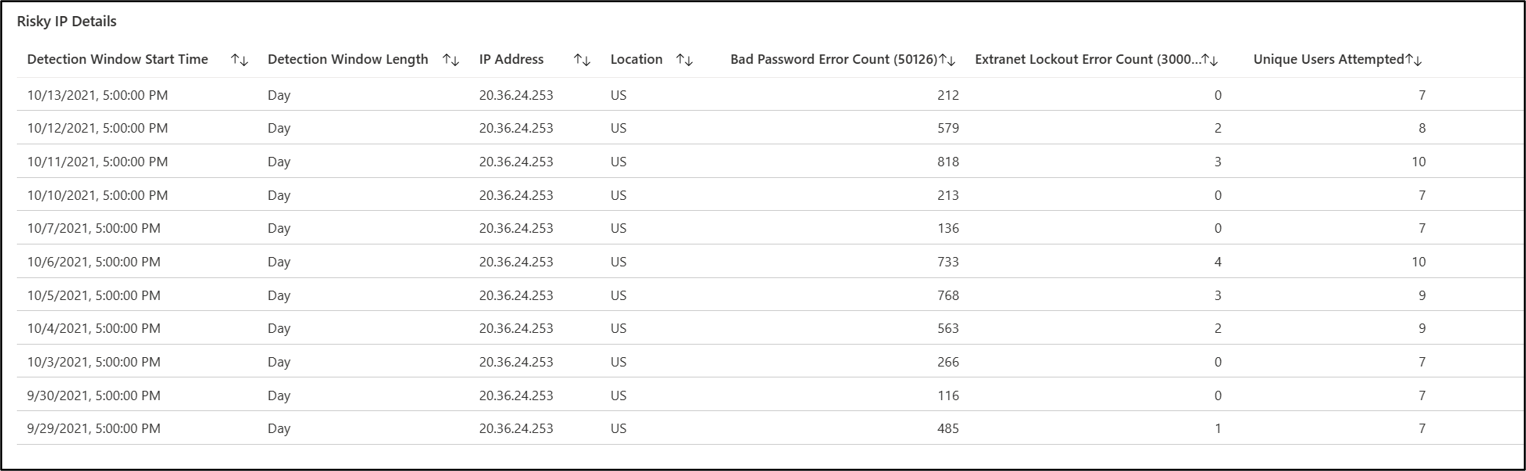 Risky IP Details
Detection Window Start Time ↑↓ Detection Window Length ↑↓ IP Address ↑↓ Location ↑↓ Bad Password Error Count (50126)↑↓ Extranet Lockout Error Count (3000...↑↓ Unique Users Attempted↑↓
10/13/2021, 5:00:00 PM Day 20.36.24.253 US 212 0 7
10/12/2021, 5:00:00 PM Day 20.36.24.253 US 579 2 8
10/11/2021, 5:00:00 PM Day 20.36.24.253 US 818 3 10
10/10/2021, 5:00:00 PM Day 20.36.24.253 US 213 0 7
10/7/2021, 5:00:00 PM Day 20.36.24.253 US 136 0 7
10/6/2021, 5:00:00 PM Day 20.36.24.253 US 733 4 10
10/5/2021, 5:00:00 PM Day 20.36.24.253 US 768 3 9
10/4/2021, 5:00:00 PM Day 20.36.24.253 US 563 2 9
10/3/2021, 5:00:00 PM Day 20.36.24.253 US 266 0 7
9/30/2021, 5:00:00 PM Day 20.36.24.253 US 116 0 7
9/29/2021, 5:00:00 PM Day 20.36.24.253 US 485 1 7